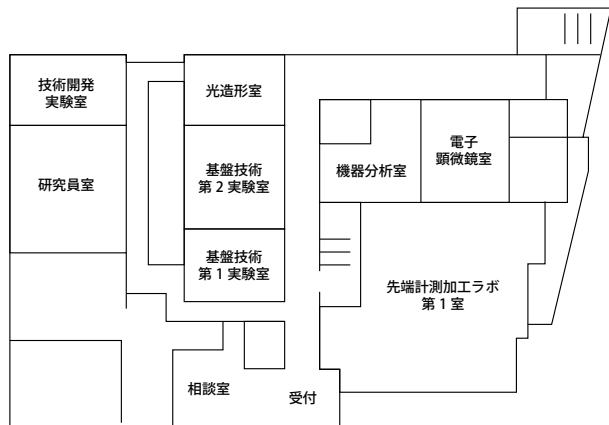 技術開発
実験室
光造形室
研究員室
基盤技術
第2実験室
機器分析室
電子
顕微鏡室
基盤技術
第1実験室
先端計測加工ラボ
第1室
相談室
受付